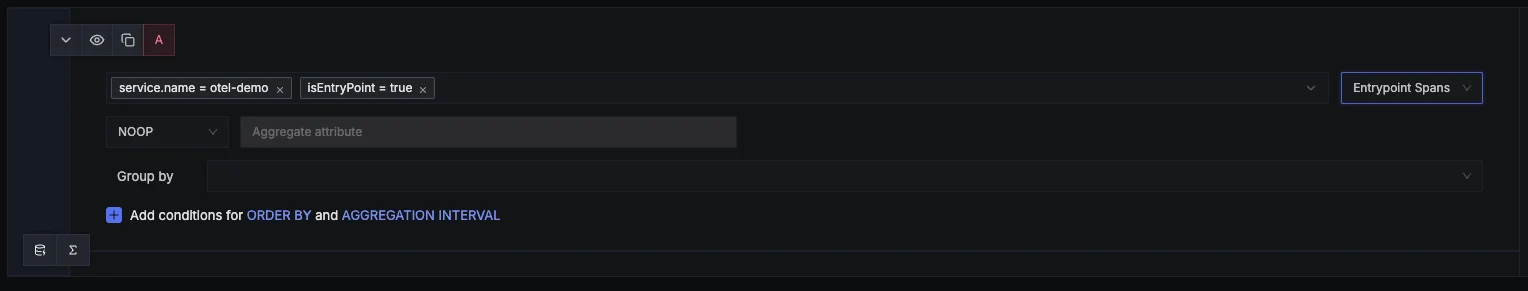 A
service.name = otel-demo × isEntryPoint = true × Entrypoint Spans
NOOP Aggregate attribute
Group by
+ Add conditions for ORDER BY and AGGREGATION INTERVAL
Σ